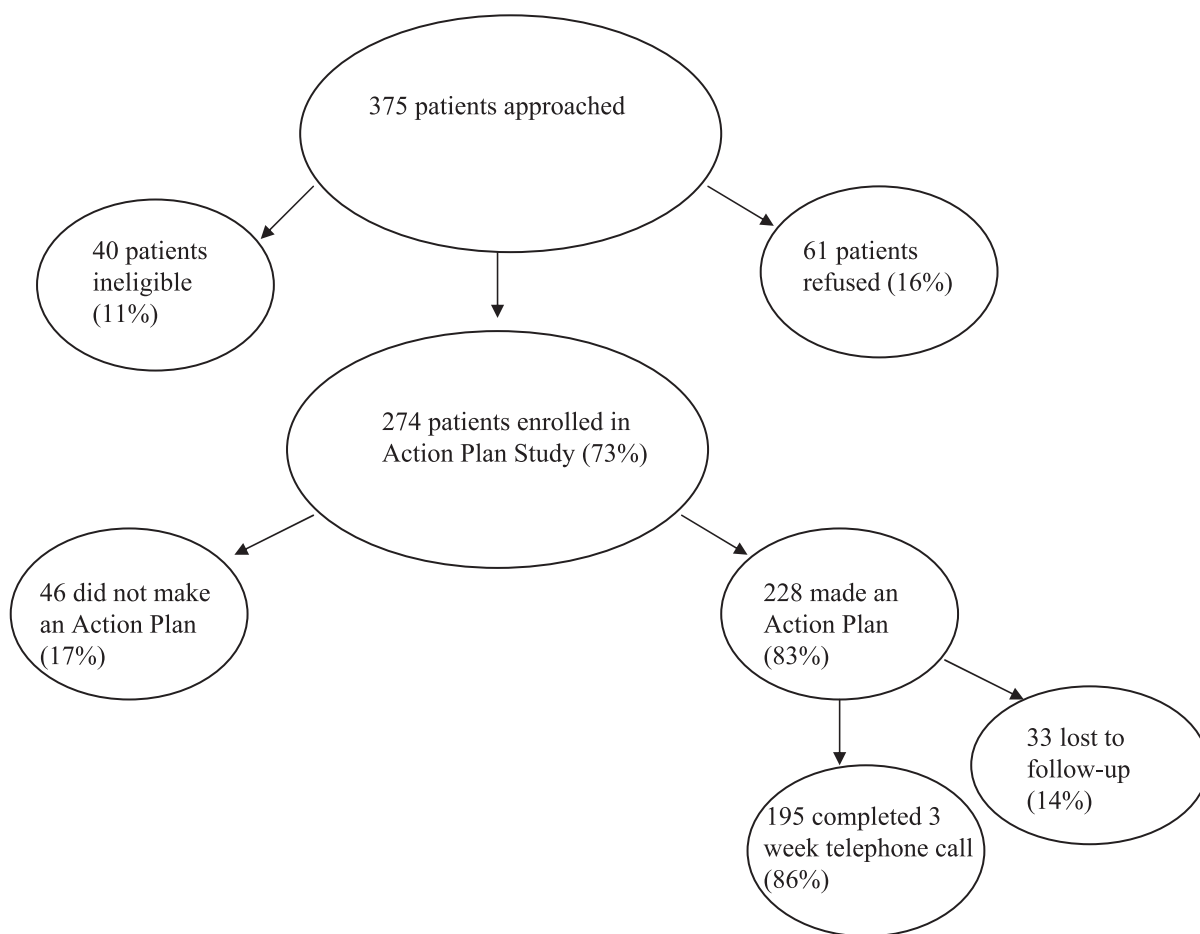 375 patients approached
40 patients
ineligible
(11%)
61 patients
refused (16%)
274 patients enrolled in
Action Plan Study (73%)
46 did not make
an Action Plan
(17%)
228 made an
Action Plan
(83%)
33 lost to
follow-up
(14%)
195 completed 3
week telephone call
(86%)